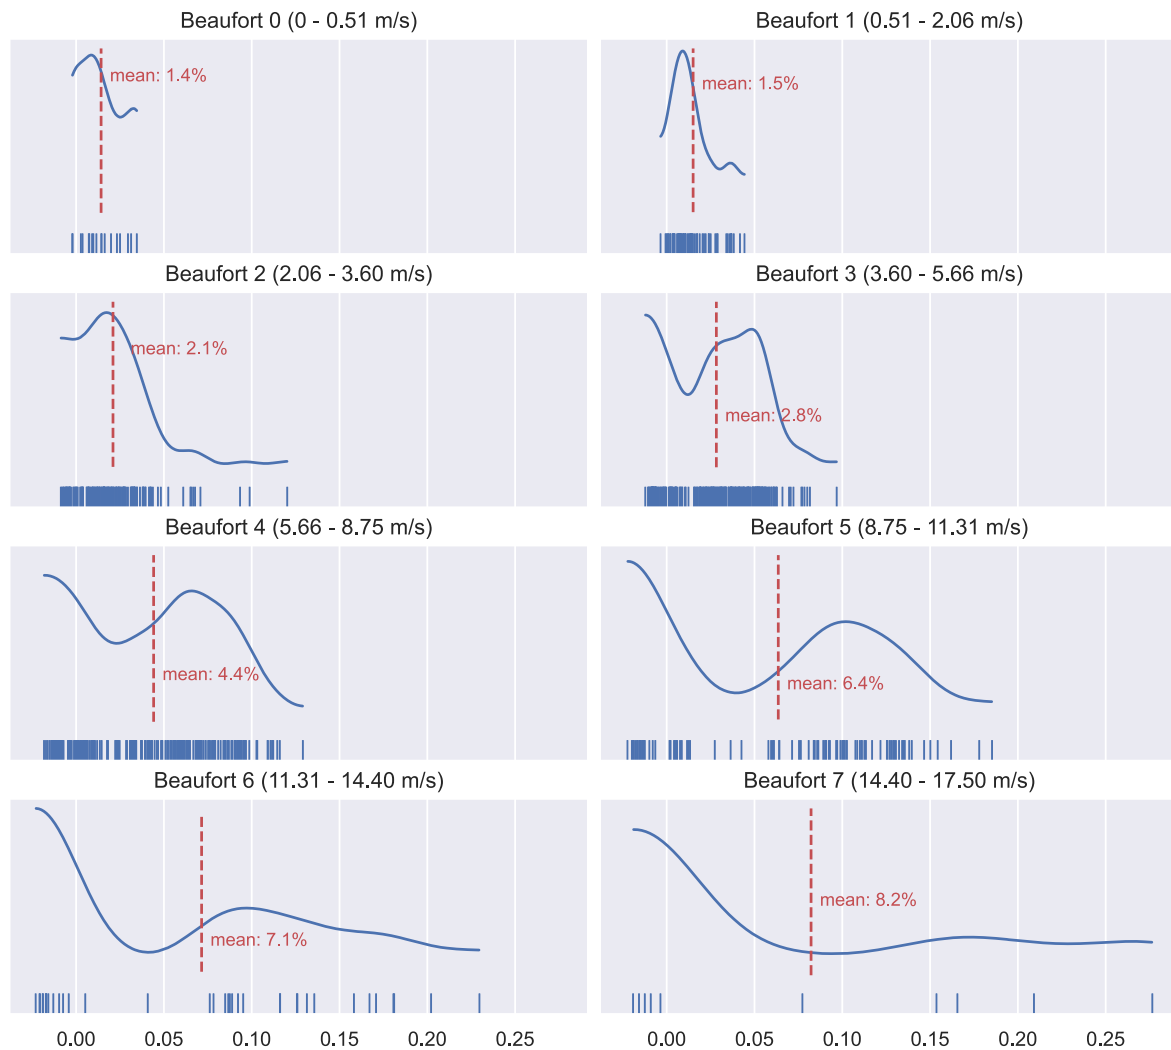 Beaufort 0 (0 - 0.51 m/s)
mean: 1.4%
Beaufort 1 (0.51 - 2.06 m/s)
mean: 1.5%
Beaufort 2 (2.06 - 3.60 m/s)
mean: 2.1%
Beaufort 3 (3.60 - 5.66 m/s)
mean: 2.8%
Beaufort 4 (5.66 - 8.75 m/s)
mean: 4.4%
Beaufort 5 (8.75 - 11.31 m/s)
mean: 6.4%
Beaufort 6 (11.31 - 14.40 m/s)
mean: 7.1%
Beaufort 7 (14.40 - 17.50 m/s)
mean: 8.2%
0.00 0.05 0.10 0.15 0.20 0.25
0.00 0.05 0.10 0.15 0.20 0.25